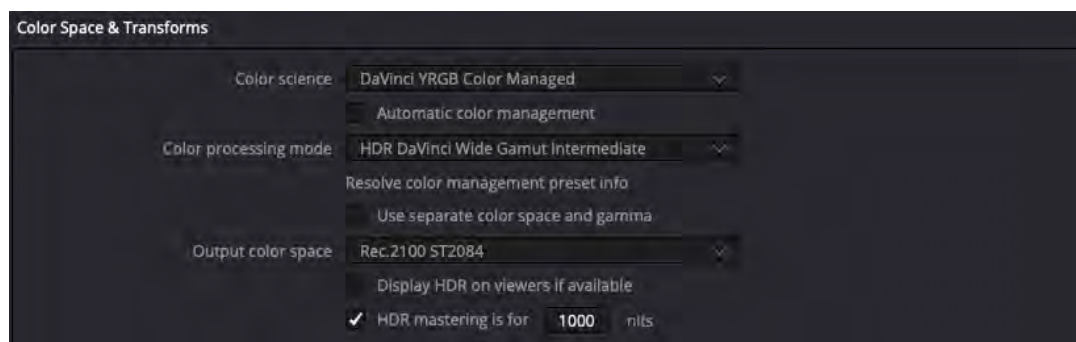 Color Space & Transforms
Color science DaVinci YRGB Color Managed
Automatic color management
Color processing mode HDR DaVinci Wide Gamut Intermediate
Resolve color management preset info
Use separate color space and gamma
Output color space Rec.2100 ST2084
Display HDR on viewers if available
HDR mastering is for 1000 nits